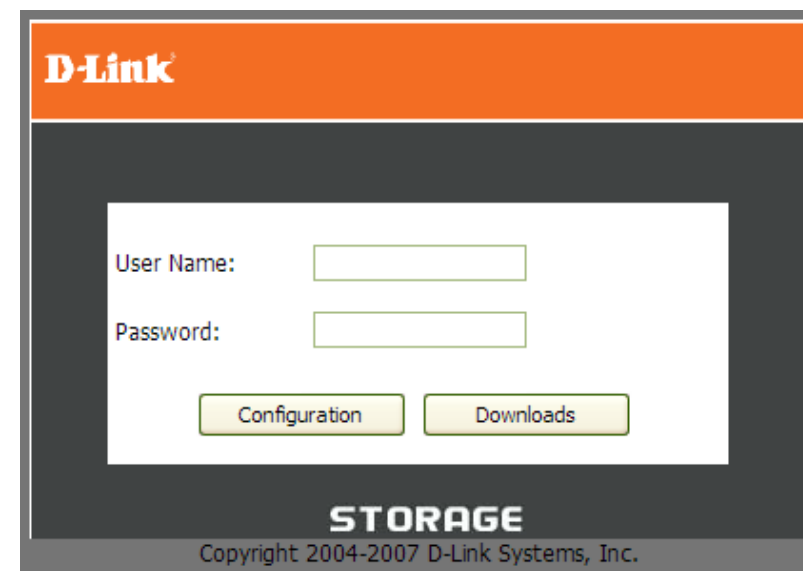 D-Link
User Name:
Password:
Configuration Downloads
STORAGE
Copyright 2004-2007 D-Link Systems, Inc.